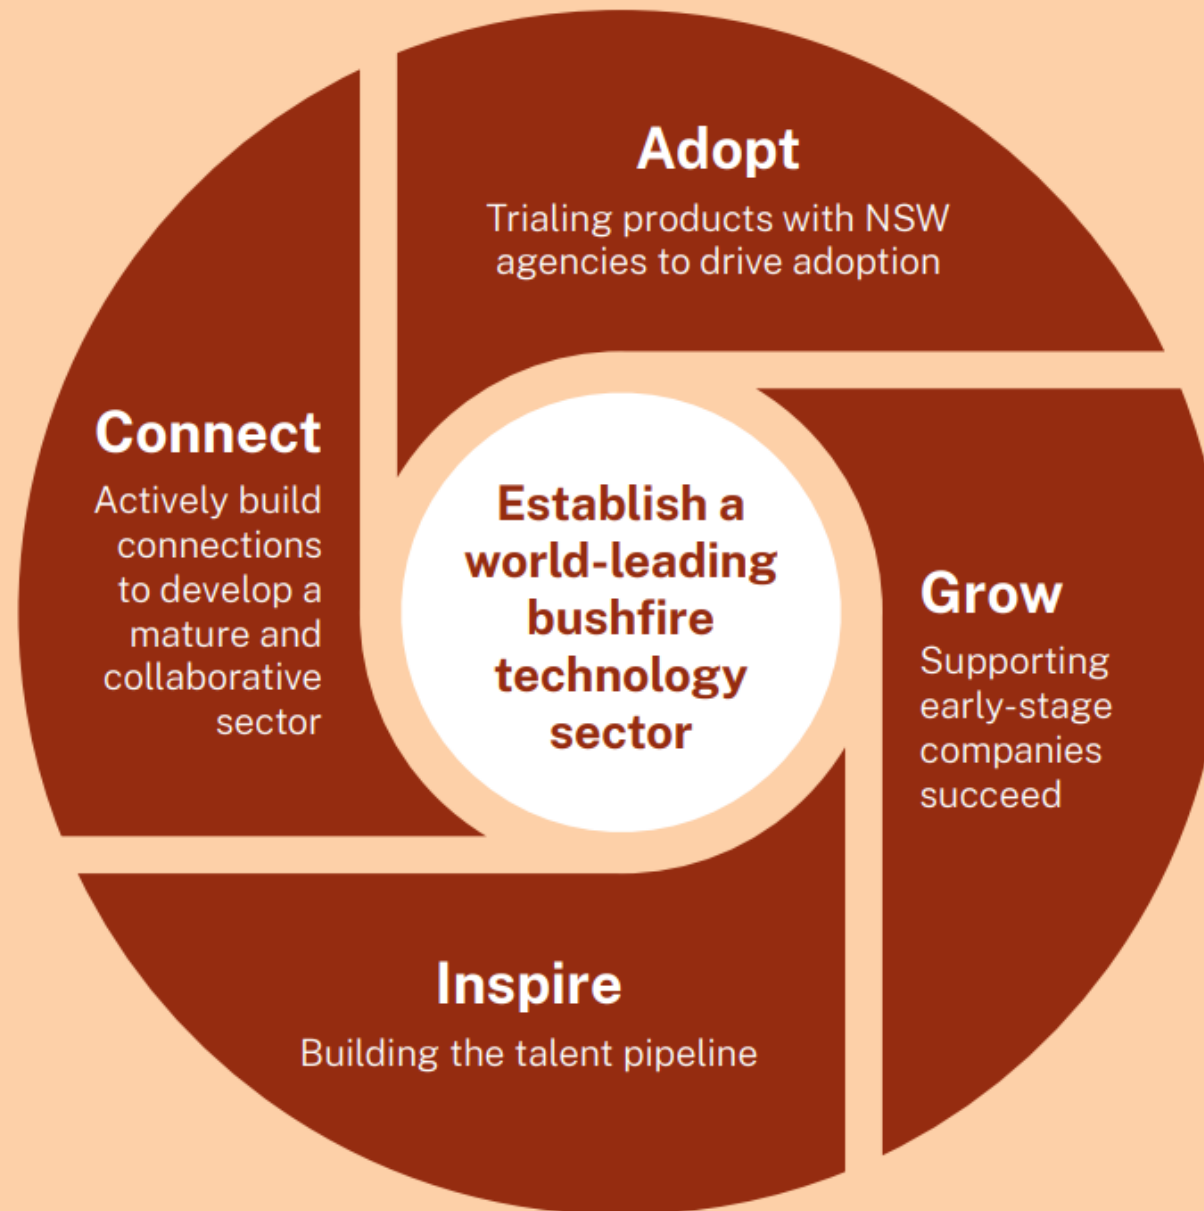 Adopt
Trialing products with NSW
agencies to drive adoption
Connect
Actively build
connections
to develop a
mature and
collaborative
sector
Establish a
world-leading
bushfire
technology
sector
Grow
Supporting
early-stage
companies
succeed
Inspire
Building the talent pipeline